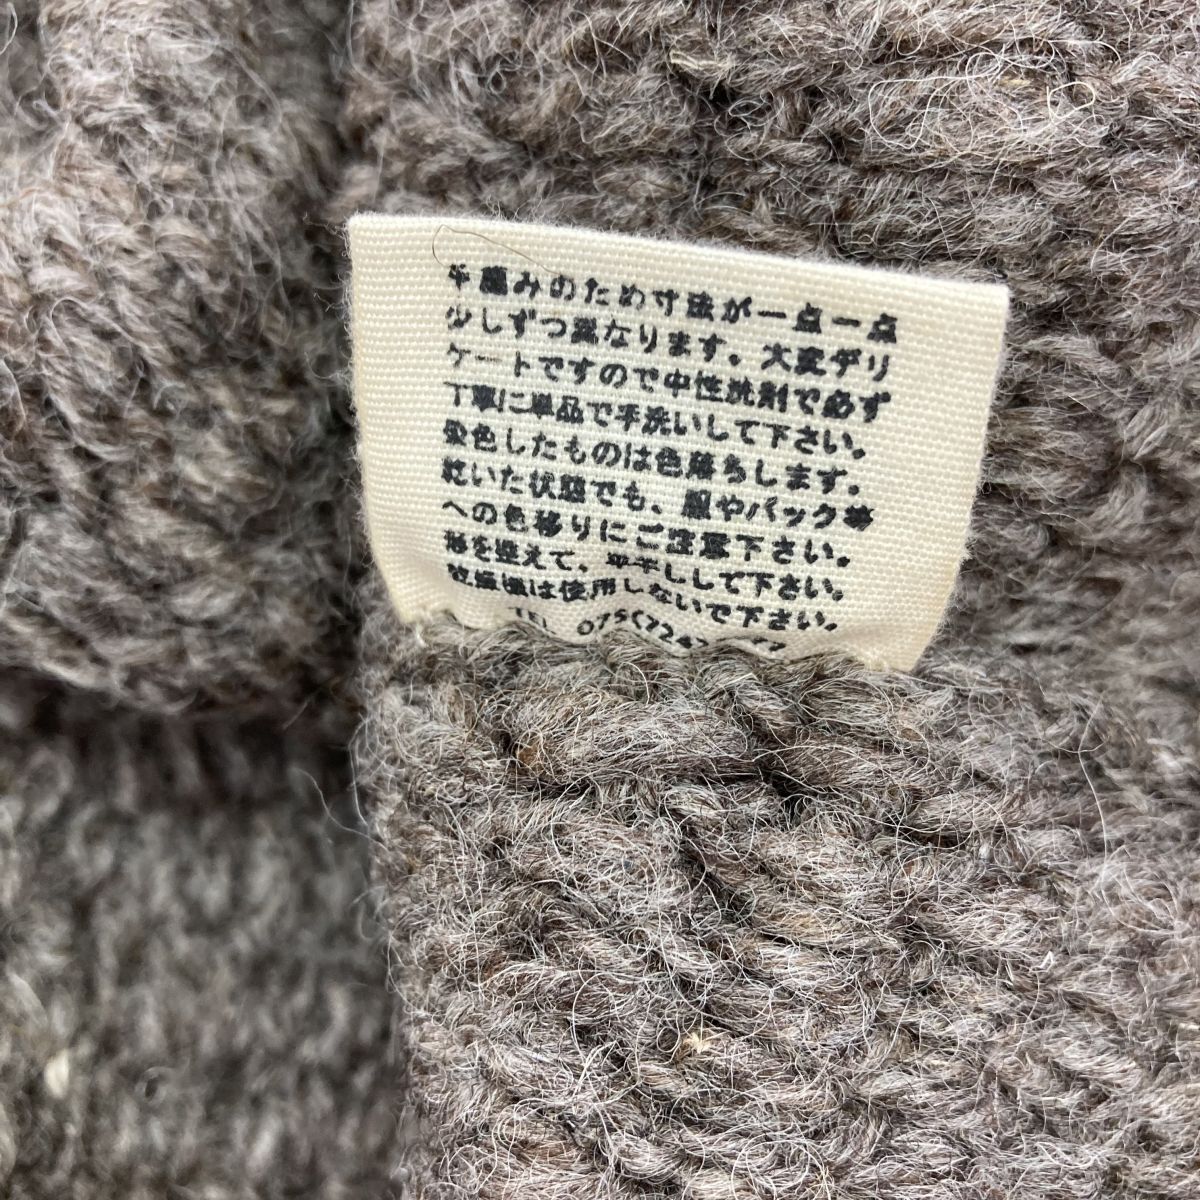 手編みのため寸法が一点一点
少しずつ異なります。大変デリ
ケートですので中性洗剤で必ず
丁寧に単品で手洗いして下さい。
染色したものは色落ちします。
乾いた状態でも、服やバック等
への色移りにご注意下さい。
形を整えて、平干しして下さい。
乾燥機は使用しないで下さい。
TEL 075(724)